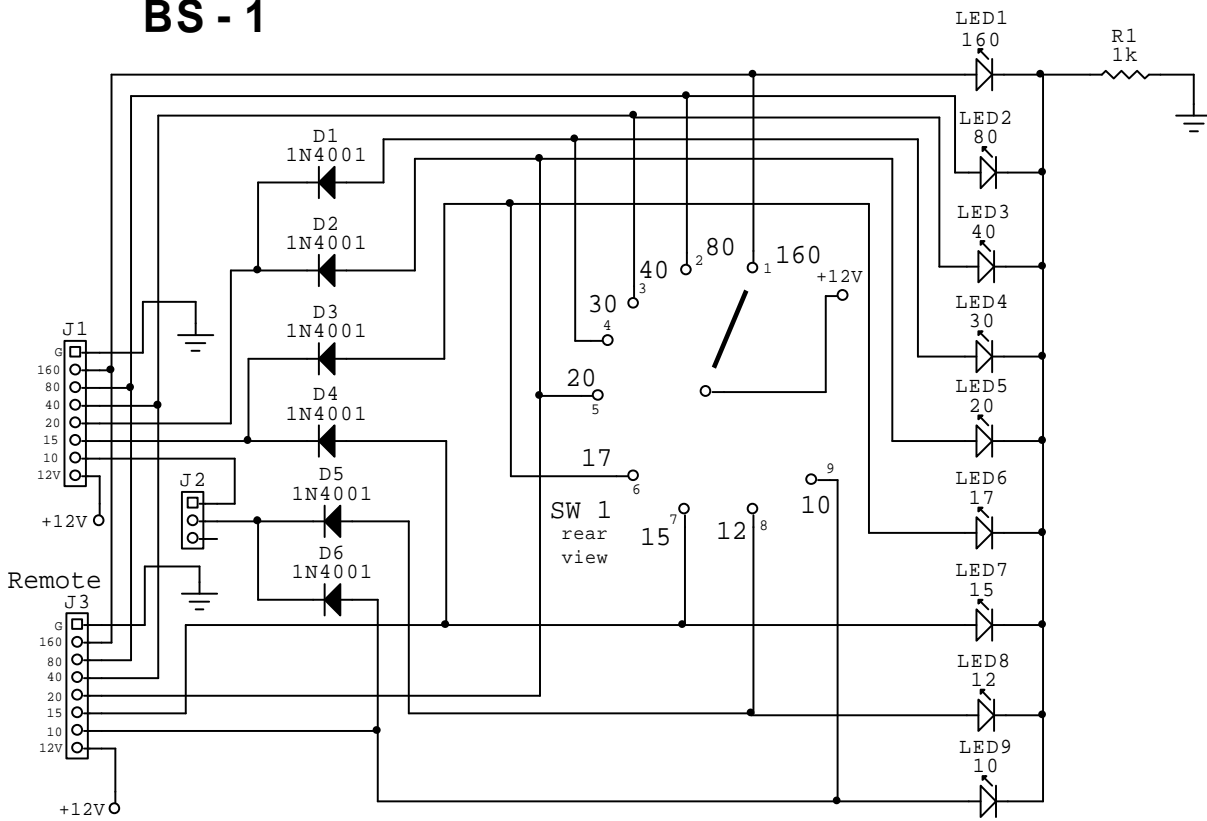 BS - 1
LED1
160
R1
1k
LED2
80
D1
1N4001
D2
1N4001
LED3
40
80
2
160
1
40
3
+12V
30
4
D3
1N4001
LED4
30
J1
G
160
80
40
20
15
10
12V
+12V
20
5
D4
1N4001
LED5
20
17
6
9
10
J2
D5
1N4001
SW 1
rear
view
7
15
12
8
LED6
17
D6
1N4001
Remote
J3
G
160
80
40
20
15
10
12V
+12V
LED7
15
LED8
12
LED9
10